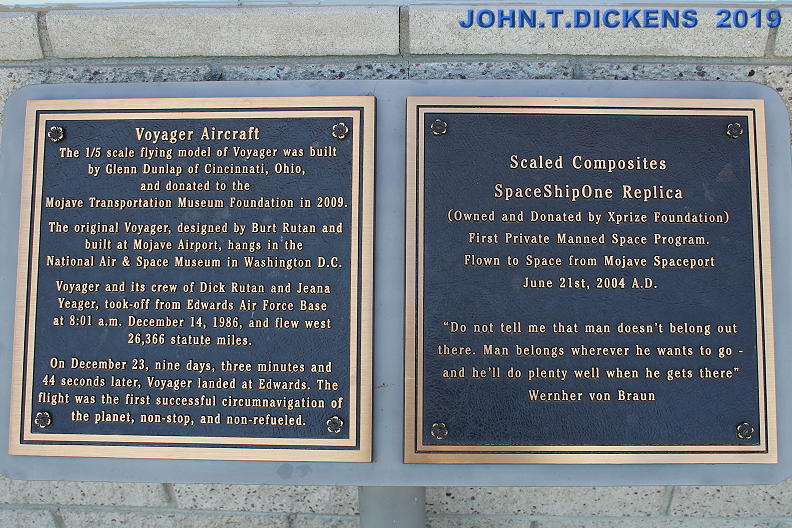 JOHN.T.DICKENS 2019
Voyager Aircraft
The 1/5 scale flying model of Voyager was built
by Glenn Dunlap of Cincinnati, Ohio,
and donated to the
Mojave Transportation Museum Foundation in 2009.
The original Voyager, designed by Burt Rutan and
built at Mojave Airport, hangs in the
National Air & Space Museum in Washington D.C.
Voyager and its crew of Dick Rutan and Jeana
Yeager, took-off from Edwards Air Force Base
at 8:01 a.m. December 14, 1986, and flew west
26,366 statute miles.
On December 23, nine days, three minutes and
44 seconds later, Voyager landed at Edwards. The
flight was the first successful circumnavigation of
the planet, non-stop, and non-refueled.
Scaled Composites
SpaceShipOne Replica
(Owned and Donated by Xprize Foundation)
First Private Manned Space Program.
Flown to Space from Mojave Spaceport
June 21st, 2004 A.D.
"Do not tell me that man doesn't belong out
there. Man belongs wherever he wants to go -
and he'll do plenty well when he gets there"
Wernher von Braun